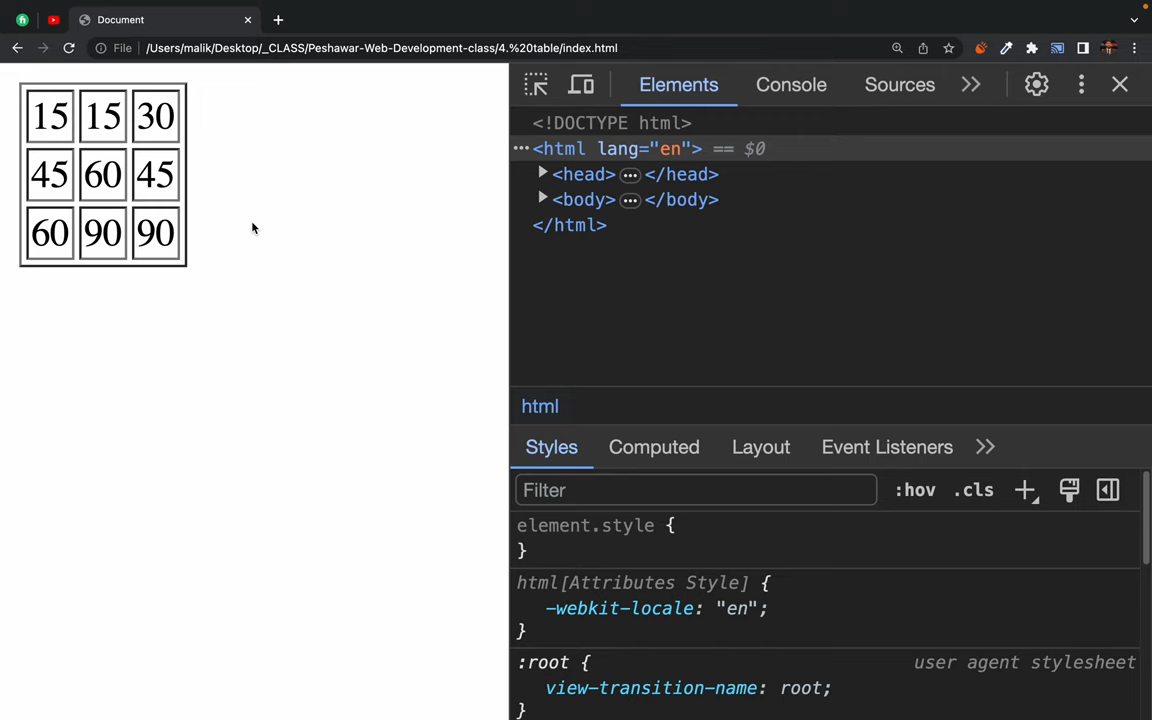 Document
File /Users/malik/Desktop/_CLASS/Peshawar-Web-Development-class/4.%20table/index.html
15 15 30
45 60 45
60 90 90
Elements Console Sources
<!DOCTYPE html>
<html lang="en"> == $0
<head> </head>
<body> </body>
</html>
html
Styles Computed Layout Event Listeners
Filter :hov .cls
element.style {
}
html[Attributes Style] {
-webkit-locale: "en";
}
:root { user agent stylesheet
view-transition-name: root;
}